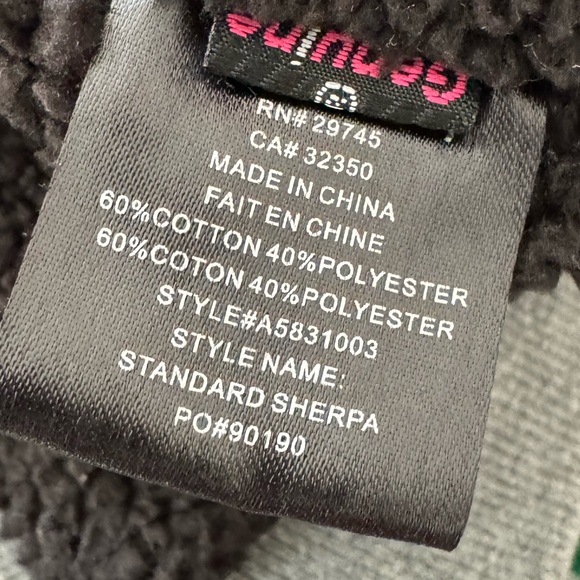 Genuine
RN# 29745
CA# 32350
MADE IN CHINA
FAIT EN CHINE
60%COTTON 40%POLYESTER
60%COTON 40%POLYESTER
STYLE#A5831003
STYLE NAME:
STANDARD SHERPA
PO#90190